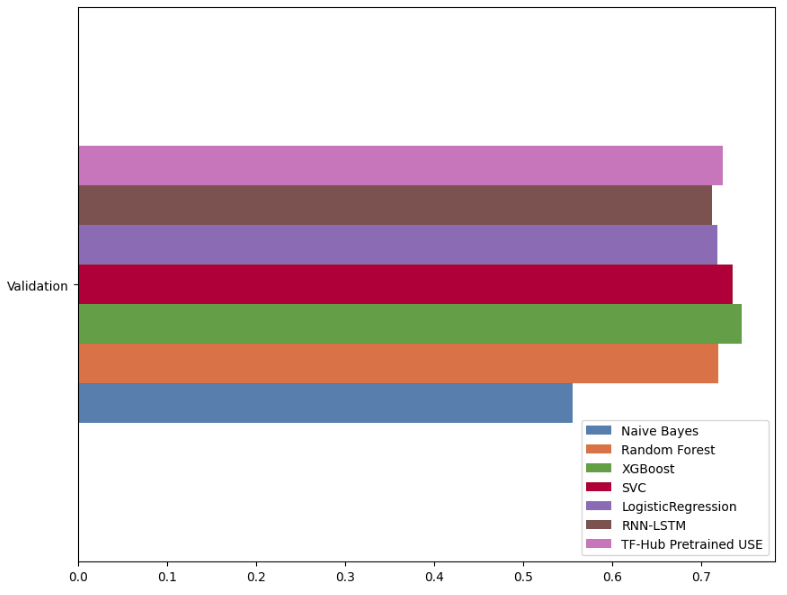 Validation
Naive Bayes
Random Forest
XGBoost
SVC
LogisticRegression
RNN-LSTM
TF-Hub Pretrained USE
0.0 0.1 0.2 0.3 0.4 0.5 0.6 0.7